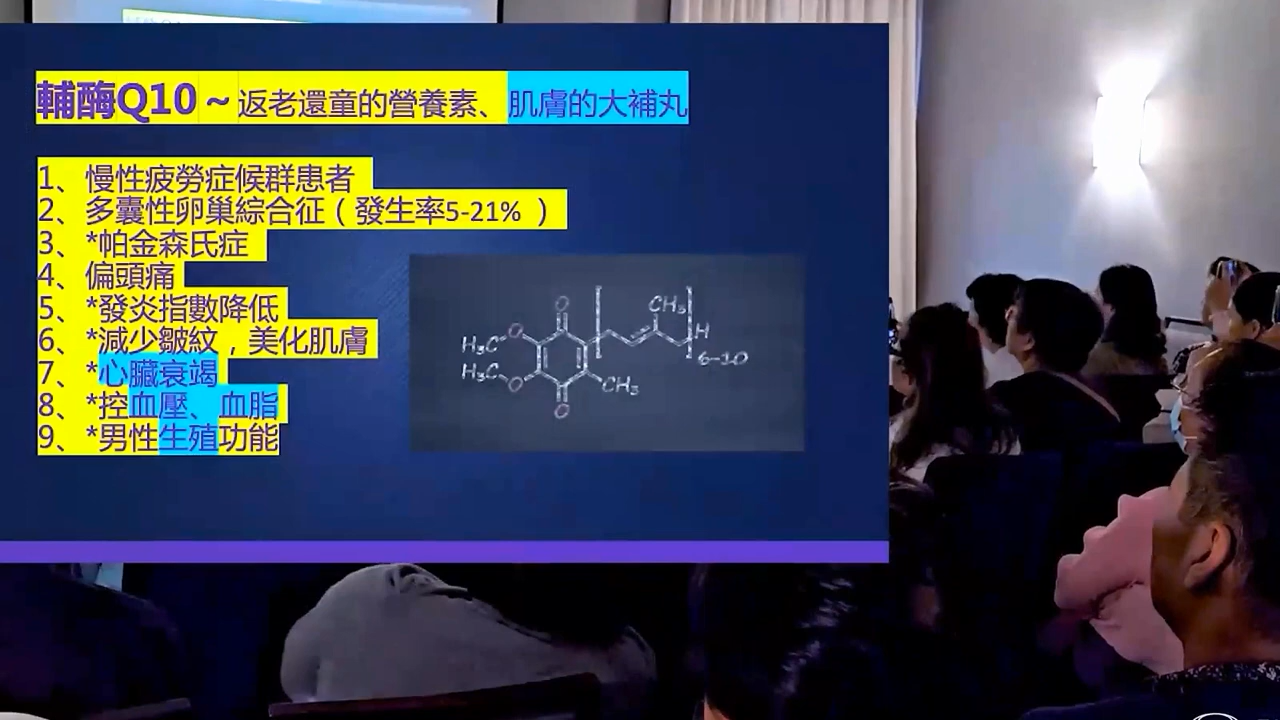 輔酶Q10～返老還童的營養素、肌膚的大補丸
1、慢性疲勞症候群患者
2、多囊性卵巢綜合征（發生率5-21% ）
3、*帕金森氏症
4、偏頭痛
5、*發炎指數降低
6、*減少皺紋，美化肌膚
7、*心臟衰竭
8、*控血壓、血脂
9、*男性生殖功能
O
CH₃
H₃C
O
H
6-10
H₃C
O
CH₃
O